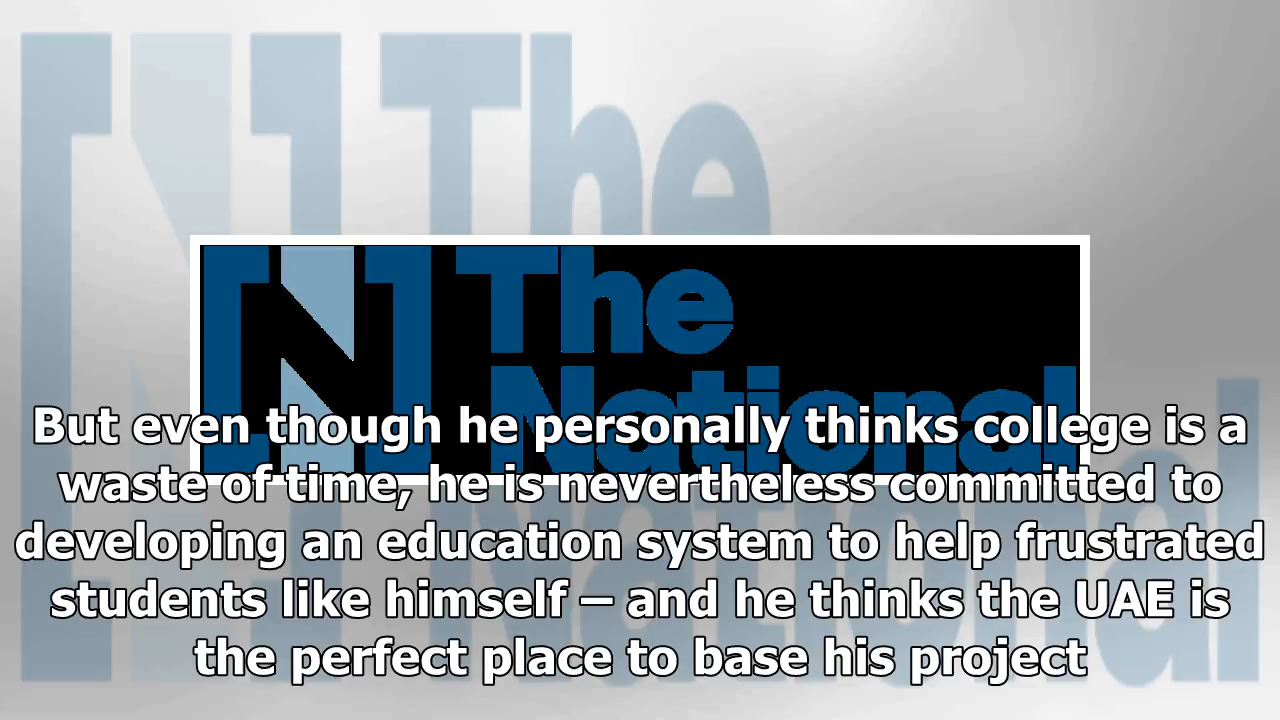 The
National
The
National
But even though he personally thinks college is a
waste of time, he is nevertheless committed to
developing an education system to help frustrated
students like himself – and he thinks the UAE is
the perfect place to base his project